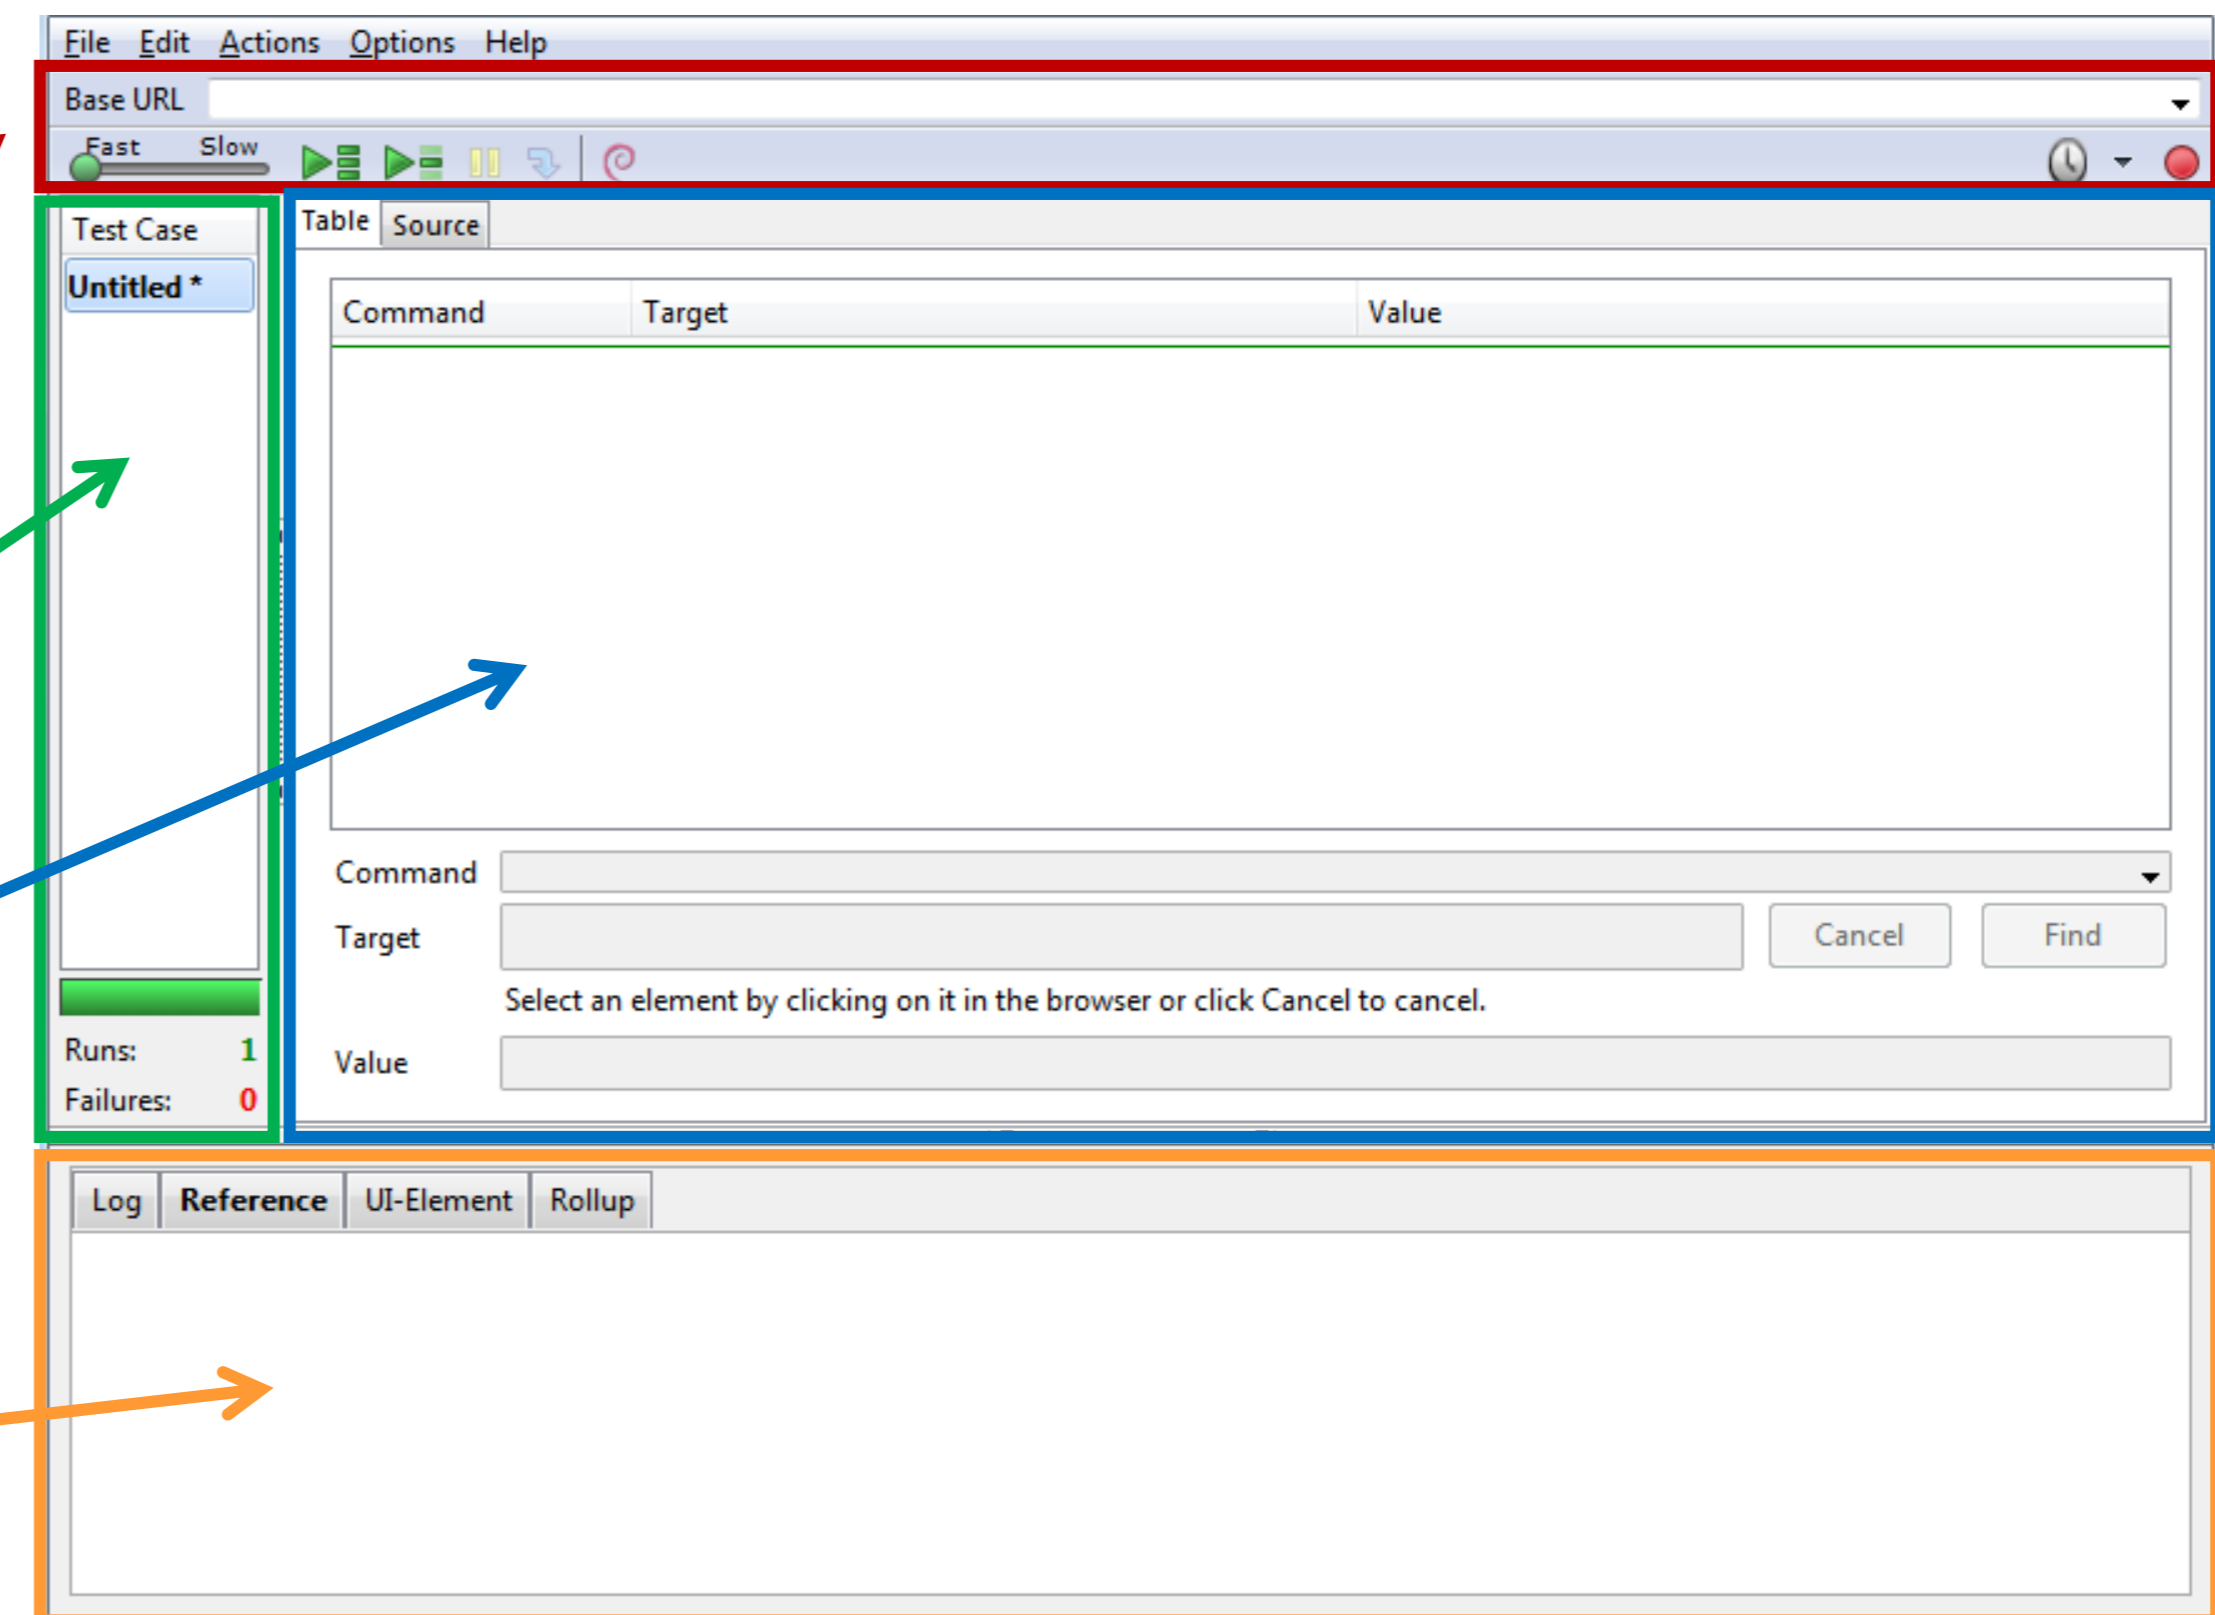 File Edit Actions Options Help
Base URL
Fast Slow
Test Case
Untitled *
Table Source
Command Target Value
Command
Target Cancel Find
Select an element by clicking on it in the browser or click Cancel to cancel.
Value
Runs: 1
Failures: 0
Log Reference UI-Element Rollup